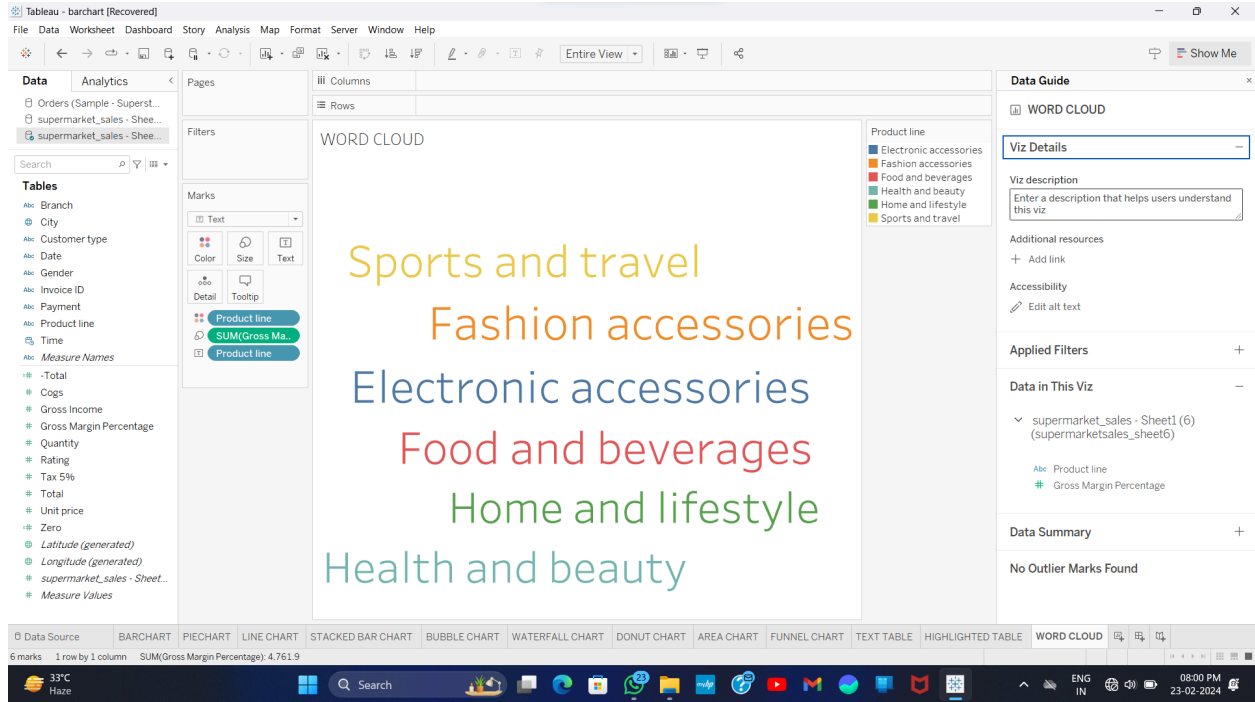 Tableau - barchart [Recovered]
File Data Worksheet Dashboard Story Analysis Map Format Server Window Help
Entire View
Show Me
Data
Analytics
Orders (Sample - Superst...
supermarket_sales - Shee...
supermarket_sales - Shee...
Search
Tables
Abc Branch
City
Abc Customer type
Abc Date
Abc Gender
Abc Invoice ID
Abc Payment
Abc Product line
Time
Abc Measure Names
=# -Total
# Cogs
# Gross Income
# Gross Margin Percentage
# Quantity
# Rating
# Tax 5%
# Total
# Unit price
=# Zero
Latitude (generated)
Longitude (generated)
# supermarket_sales - Sheet...
# Measure Values
Pages
Filters
Marks
Text
Color Size Text
Detail Tooltip
Product line
SUM(Gross Ma..
Product line
Columns
Rows
WORD CLOUD
Sports and travel
Fashion accessories
Electronic accessories
Food and beverages
Home and lifestyle
Health and beauty
Product line
Electronic accessories
Fashion accessories
Food and beverages
Health and beauty
Home and lifestyle
Sports and travel
Data Guide
WORD CLOUD
Viz Details
Viz description
Enter a description that helps users understand
this viz
Additional resources
Add link
Accessibility
Edit alt text
Applied Filters
Data in This Viz
supermarket_sales - Sheet1 (6)
(supermarketsales_sheet6)
Abc Product line
# Gross Margin Percentage
Data Summary
No Outlier Marks Found
Data Source BARCHART PIECHART LINE CHART STACKED BAR CHART BUBBLE CHART WATERFALL CHART DONUT CHART AREA CHART FUNNEL CHART TEXT TABLE HIGHLIGHTED TABLE WORD CLOUD
6 marks 1 row by 1 column SUM(Gross Margin Percentage): 4,761.9
33°C
Haze
Search
23
myhp
ENG
IN
08:00 PM
23-02-2024